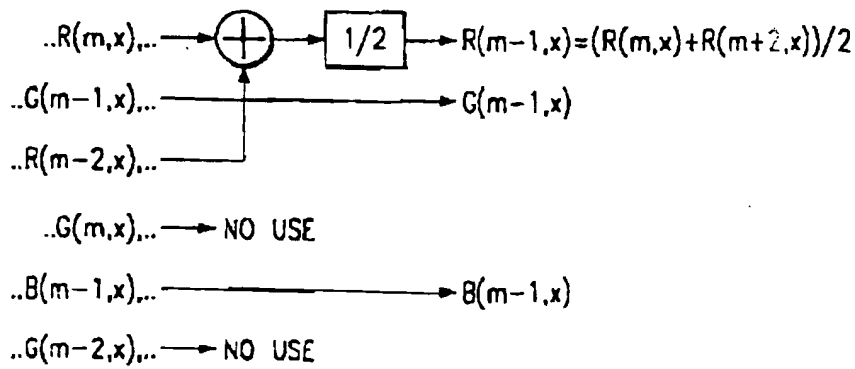 ..R(m,x),.. 1/2 R(m-1,x)=(R(m,x)+R(m+2,x))/2
..G(m-1,x),.. G(m-1,x)
..R(m-2,x),..
..G(m,x),.. NO USE
..B(m-1,x),.. B(m-1,x)
..G(m-2,x),.. NO USE